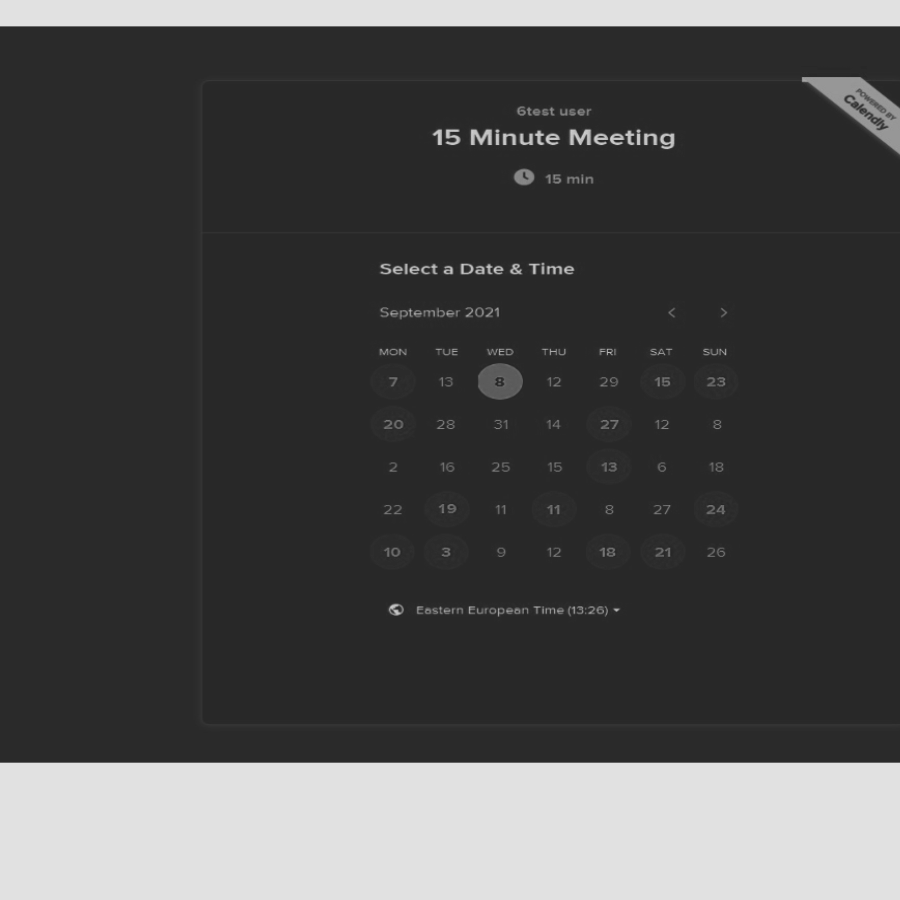 POWERED BY
Calendly
6test user
15 Minute Meeting
15 min
Select a Date & Time
September 2021
MON TUE WED THU FRI SAT SUN
7 13 8 12 29 15 23
20 28 31 14 27 12 8
2 16 25 15 13 6 18
22 19 11 11 8 27 24
10 3 9 12 18 21 26
Eastern European Time (13:26)